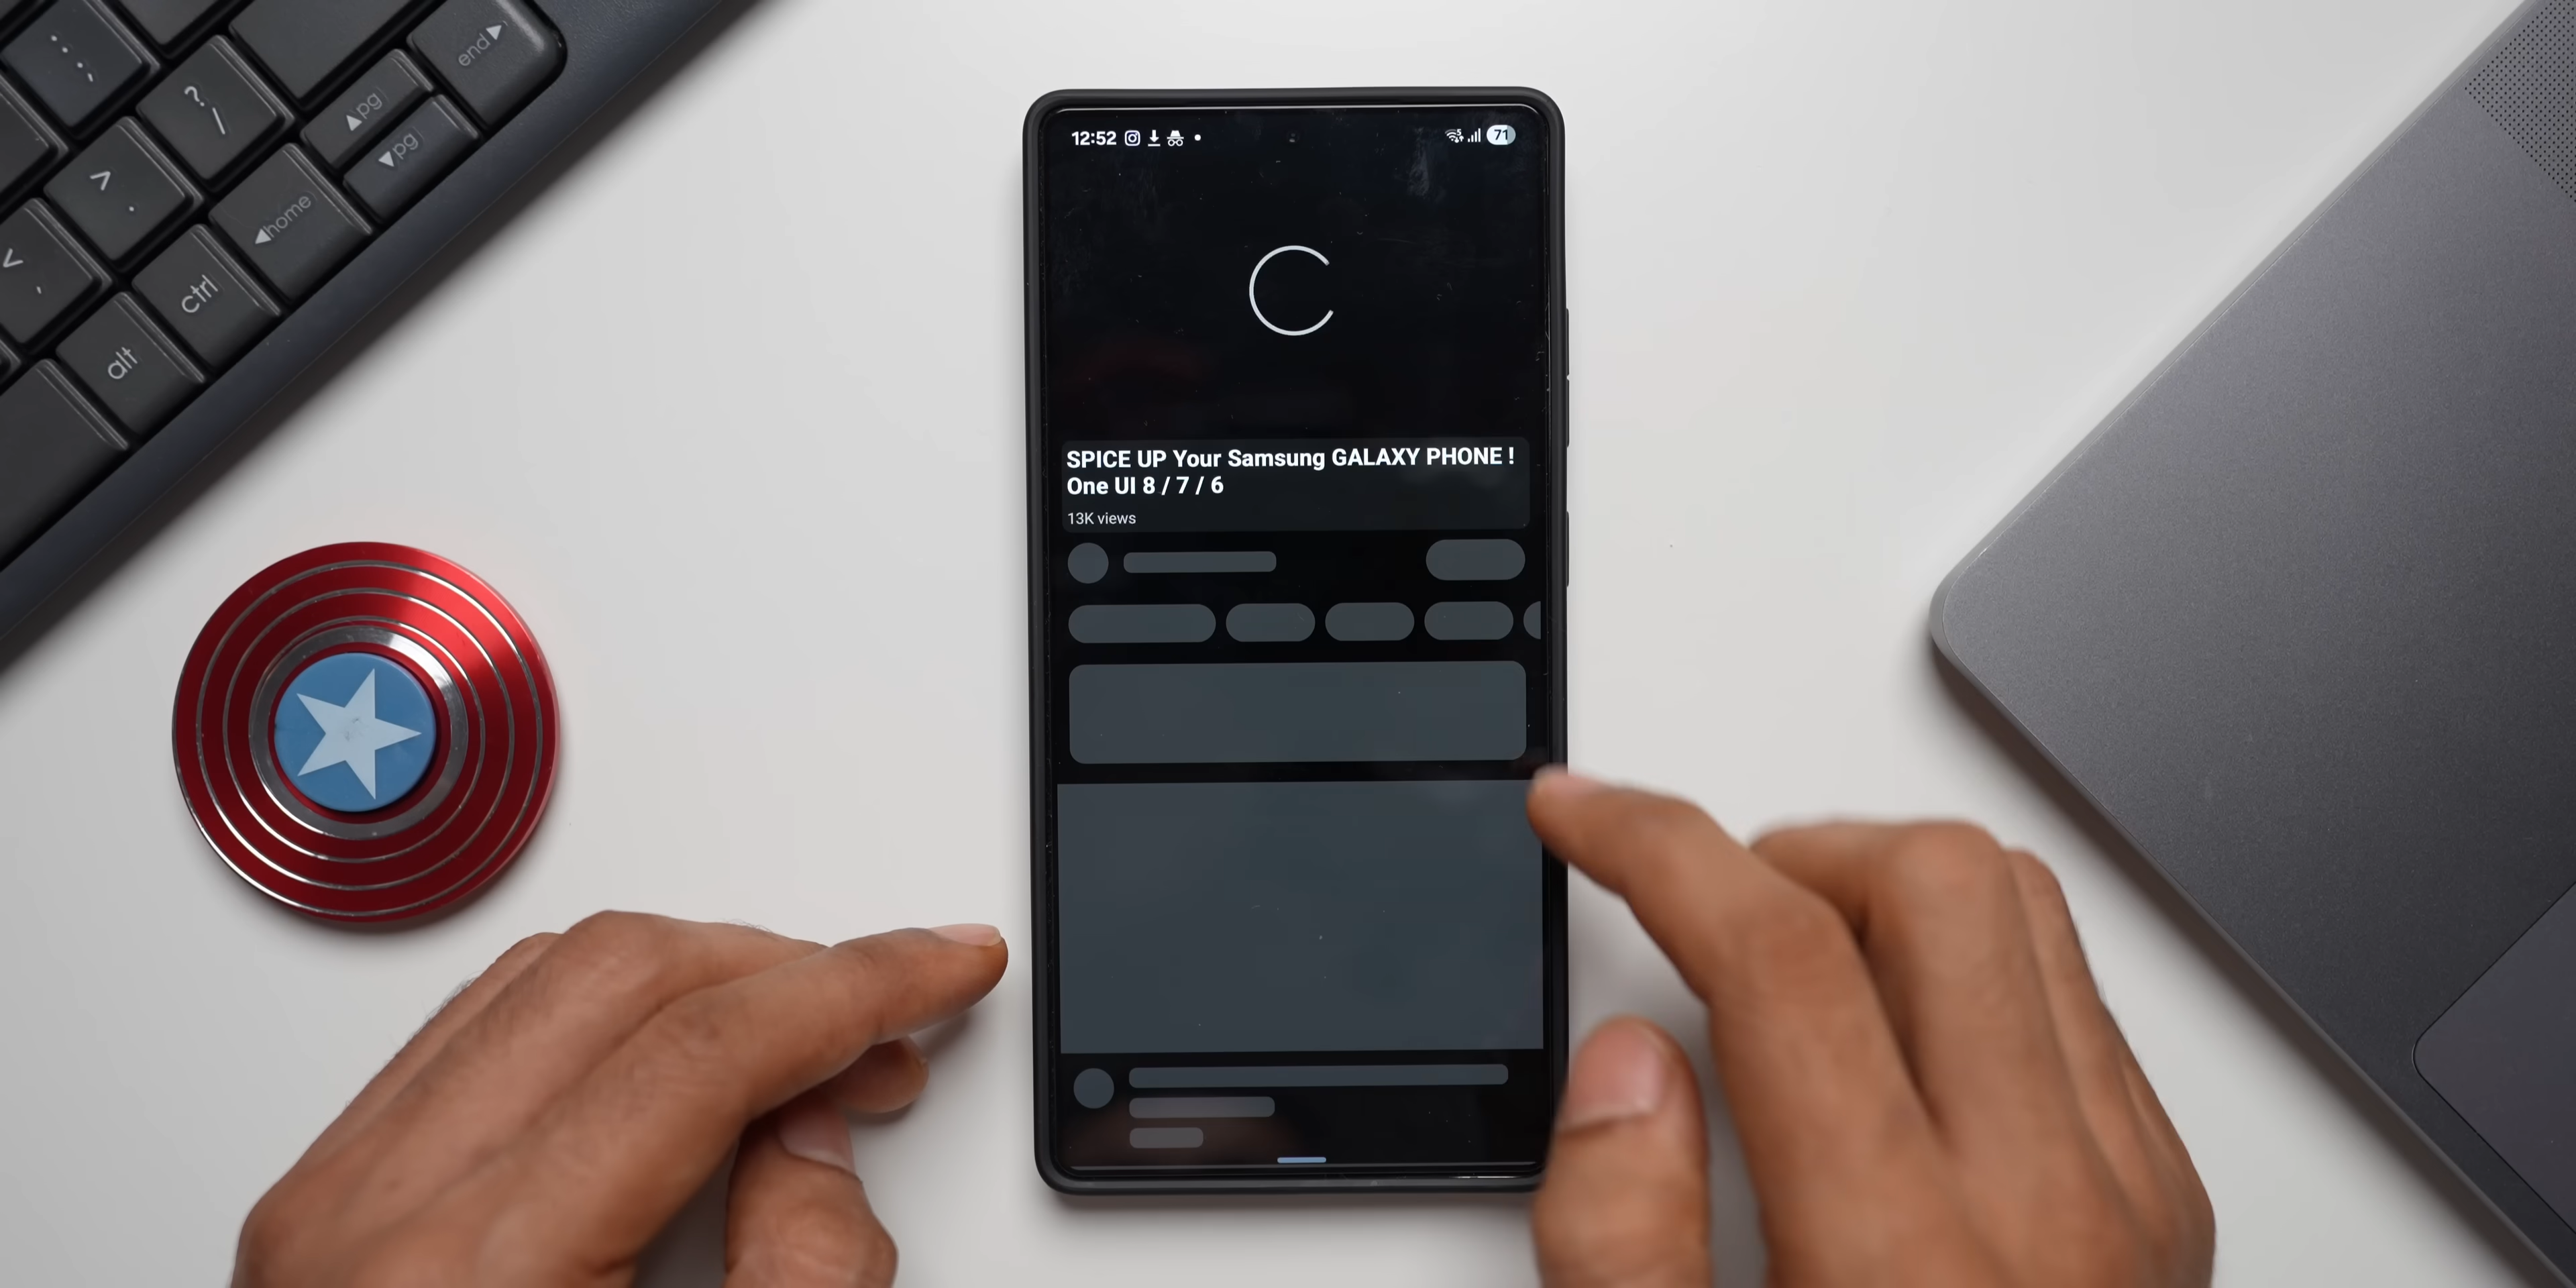 end
pg
pg
home
ctrl
alt
?
/
>
.
<
,
12:52
71
SPICE UP Your Samsung GALAXY PHONE !
One UI 8 / 7 / 6
13K views